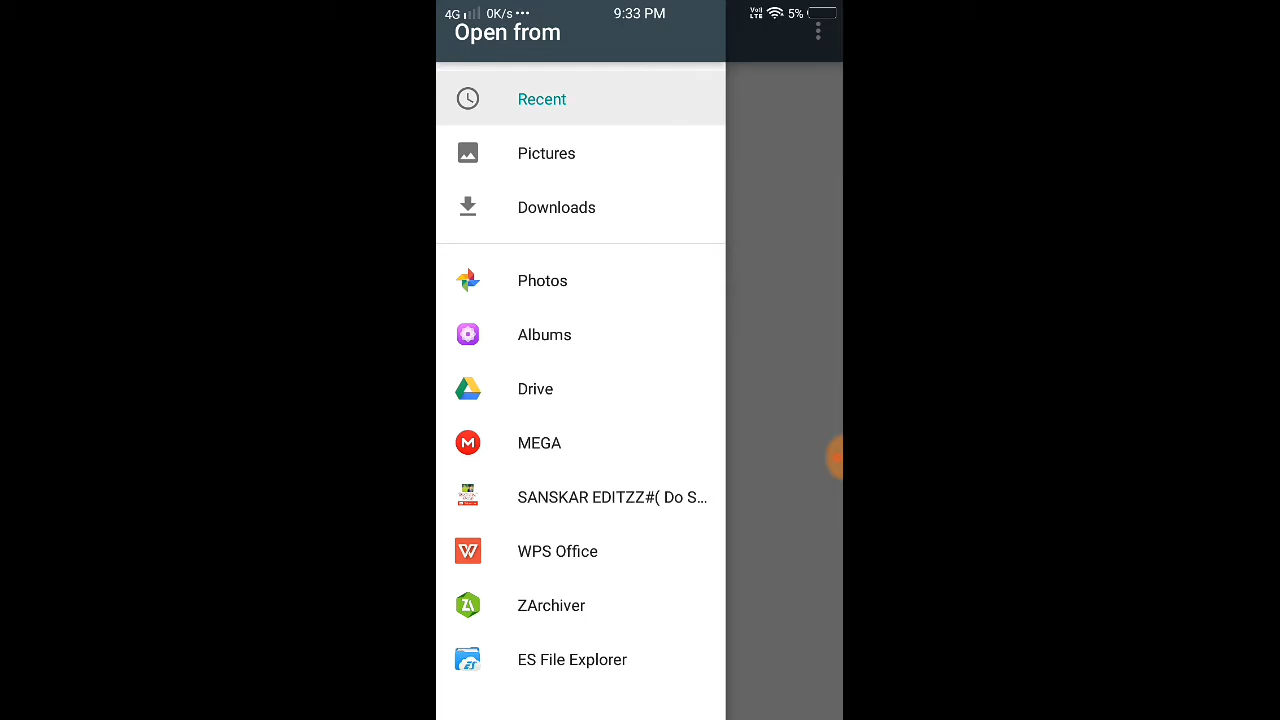 4G 0K/s ... 9:33 PM VoLTE 5%
Open from
Recent
Pictures
Downloads
Photos
Albums
Drive
MEGA
SANSKAR EDITZZ#( Do S...
WPS Office
ZArchiver
ES File Explorer